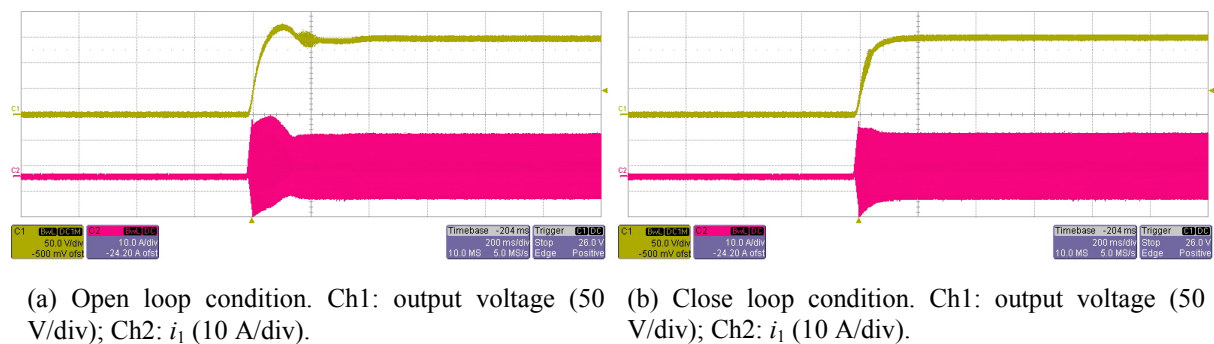 C1
C2
C1 BwL DC1M
50.0 V/div
-500 mV ofst
C2 BwL DC
10.0 A/div
-24.20 A ofst
Timebase -204 ms
200 ms/div
10.0 MS 5.0 MS/s
Trigger C1 DC
Stop 26.0 V
Edge Positive
C1
C2
C1 BwL DC1M
50.0 V/div
-500 mV ofst
C2 BwL DC
10.0 A/div
-24.20 A ofst
Timebase -204 ms
200 ms/div
10.0 MS 5.0 MS/s
Trigger C1 DC
Stop 26.0 V
Edge Positive
(a) Open loop condition. Ch1: output voltage (50
V/div); Ch2: i₁ (10 A/div).
(b) Close loop condition. Ch1: output voltage (50
V/div); Ch2: i₁ (10 A/div).